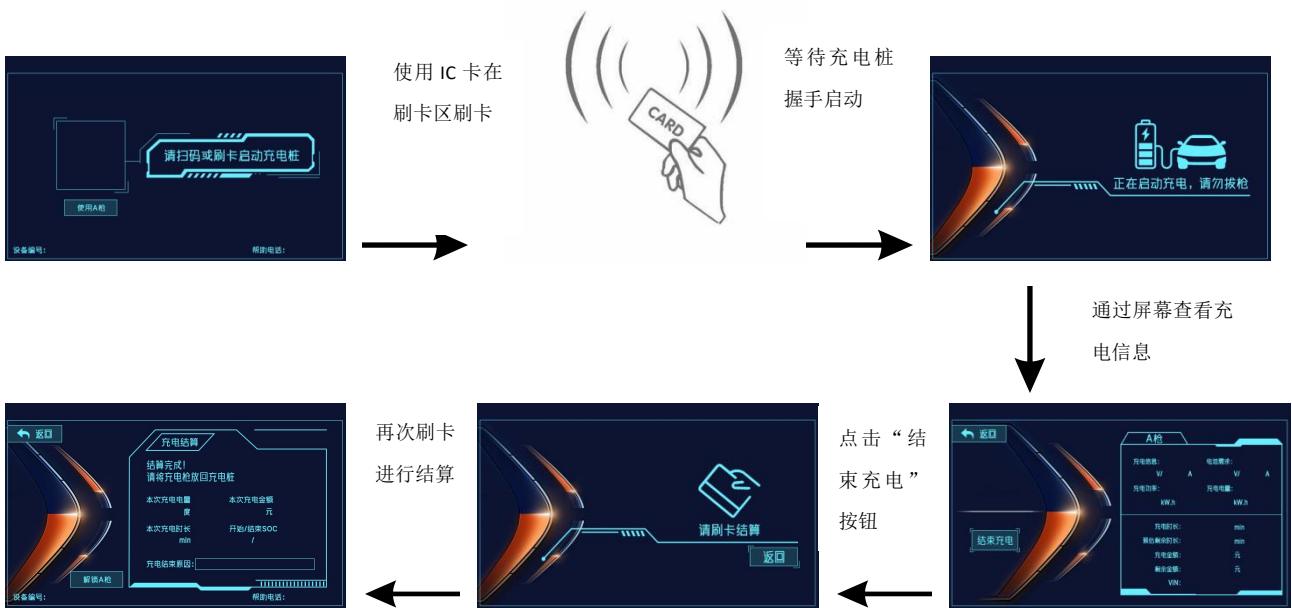 请扫码或刷卡启动充电桩
使用A枪
设备编号:
帮助电话:
使用 IC 卡在
刷卡区刷卡
CARD
等待充电桩
握手启动
正在启动充电，请勿拔枪
通过屏幕查看充
电信息
返回
A枪
充电信息:
电池需求:
V/ A
V/ A
充电功率:
充电电量:
kW.h
kW.h
充电时长: min
预估剩余时长: min
充电金额: 元
剩余金额: 元
VIN:
结束充电
点击“结
束充电”
按钮
请刷卡结算
返回
再次刷卡
进行结算
返回
充电结算
结算完成!
请将充电枪放回充电桩
本次充电电量
本次充电金额
度
元
本次充电时长
开始/结束SOC
min
/
充电结束原因:
解锁A枪
设备编号:
帮助电话: